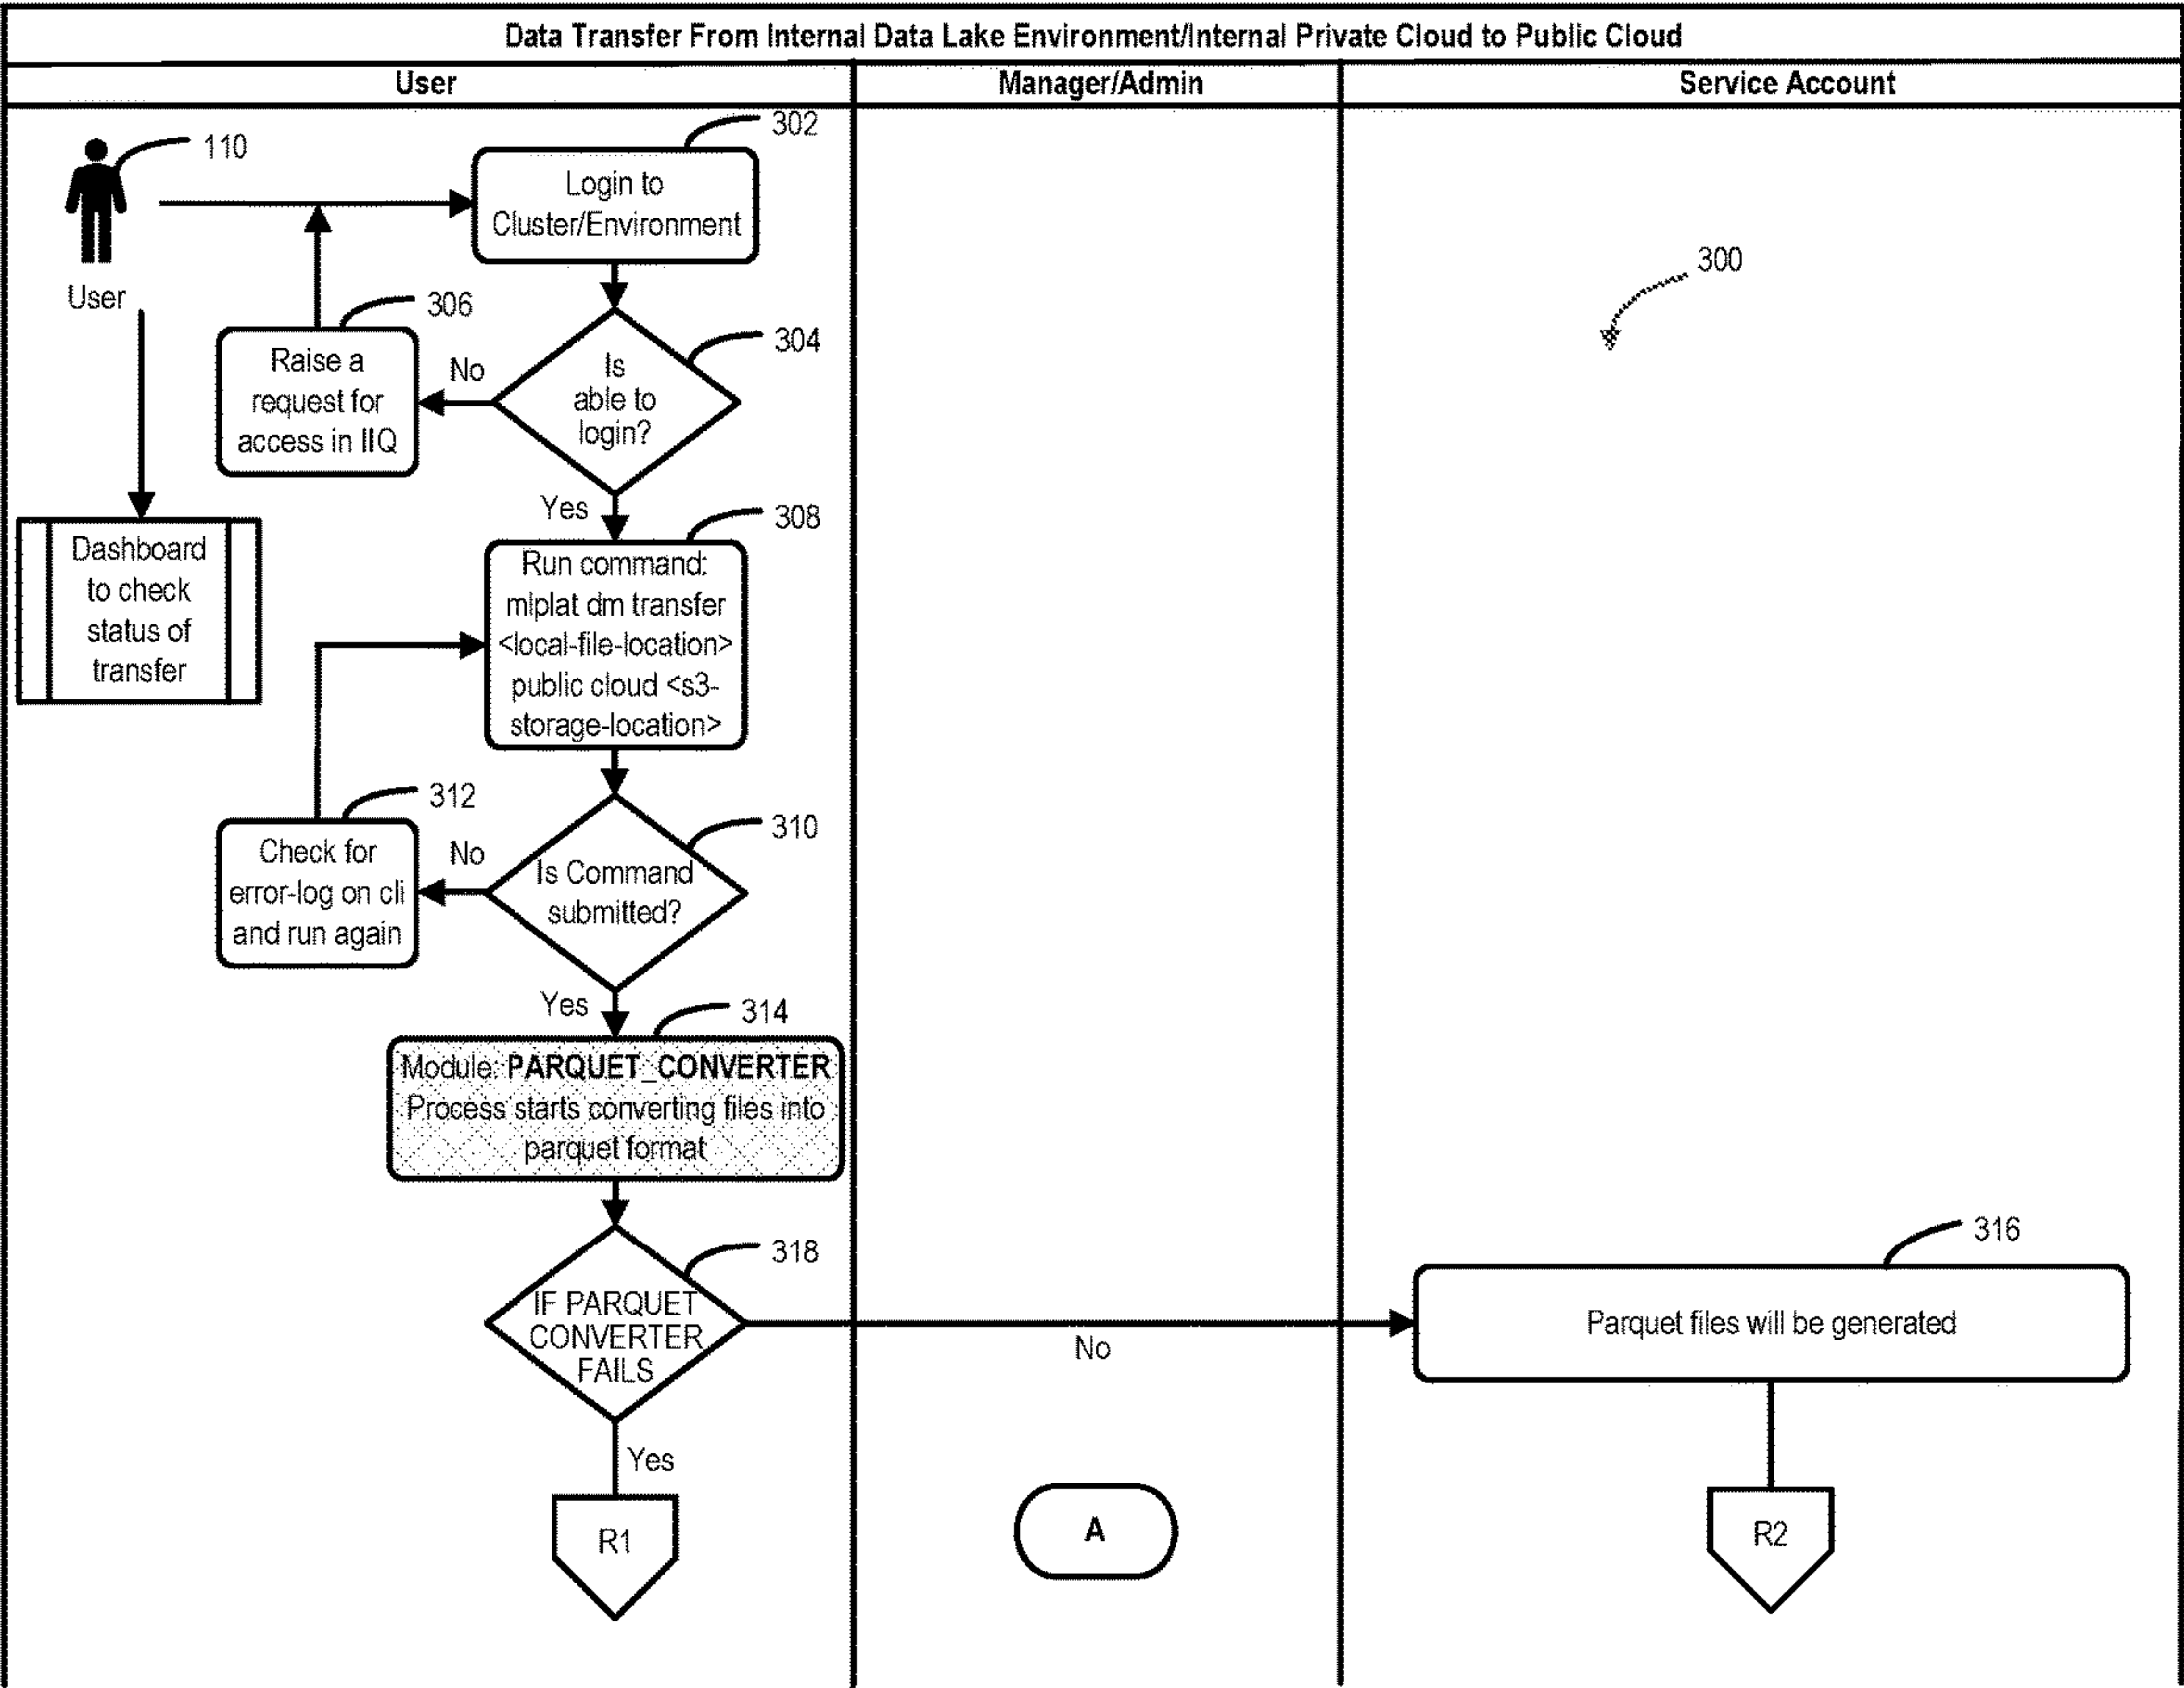 Data Transfer From Internal Data Lake Environment/Internal Private Cloud to Public Cloud
User
Manager/Admin
Service Account
110
User
302
Login to
Cluster/Environment
300
306
Raise a
request for
access in IIQ
No
304
Is
able to
login?
Yes
Dashboard
to check
status of
transfer
308
Run command:
mlplat dm transfer
<local-file-location>
public cloud <s3-
storage-location>
312
Check for
error-log on cli
and run again
No
310
Is Command
submitted?
Yes
314
Module: PARQUET_CONVERTER
Process starts converting files into
parquet format
318
IF PARQUET
CONVERTER
FAILS
No
316
Parquet files will be generated
Yes
R1
A
R2